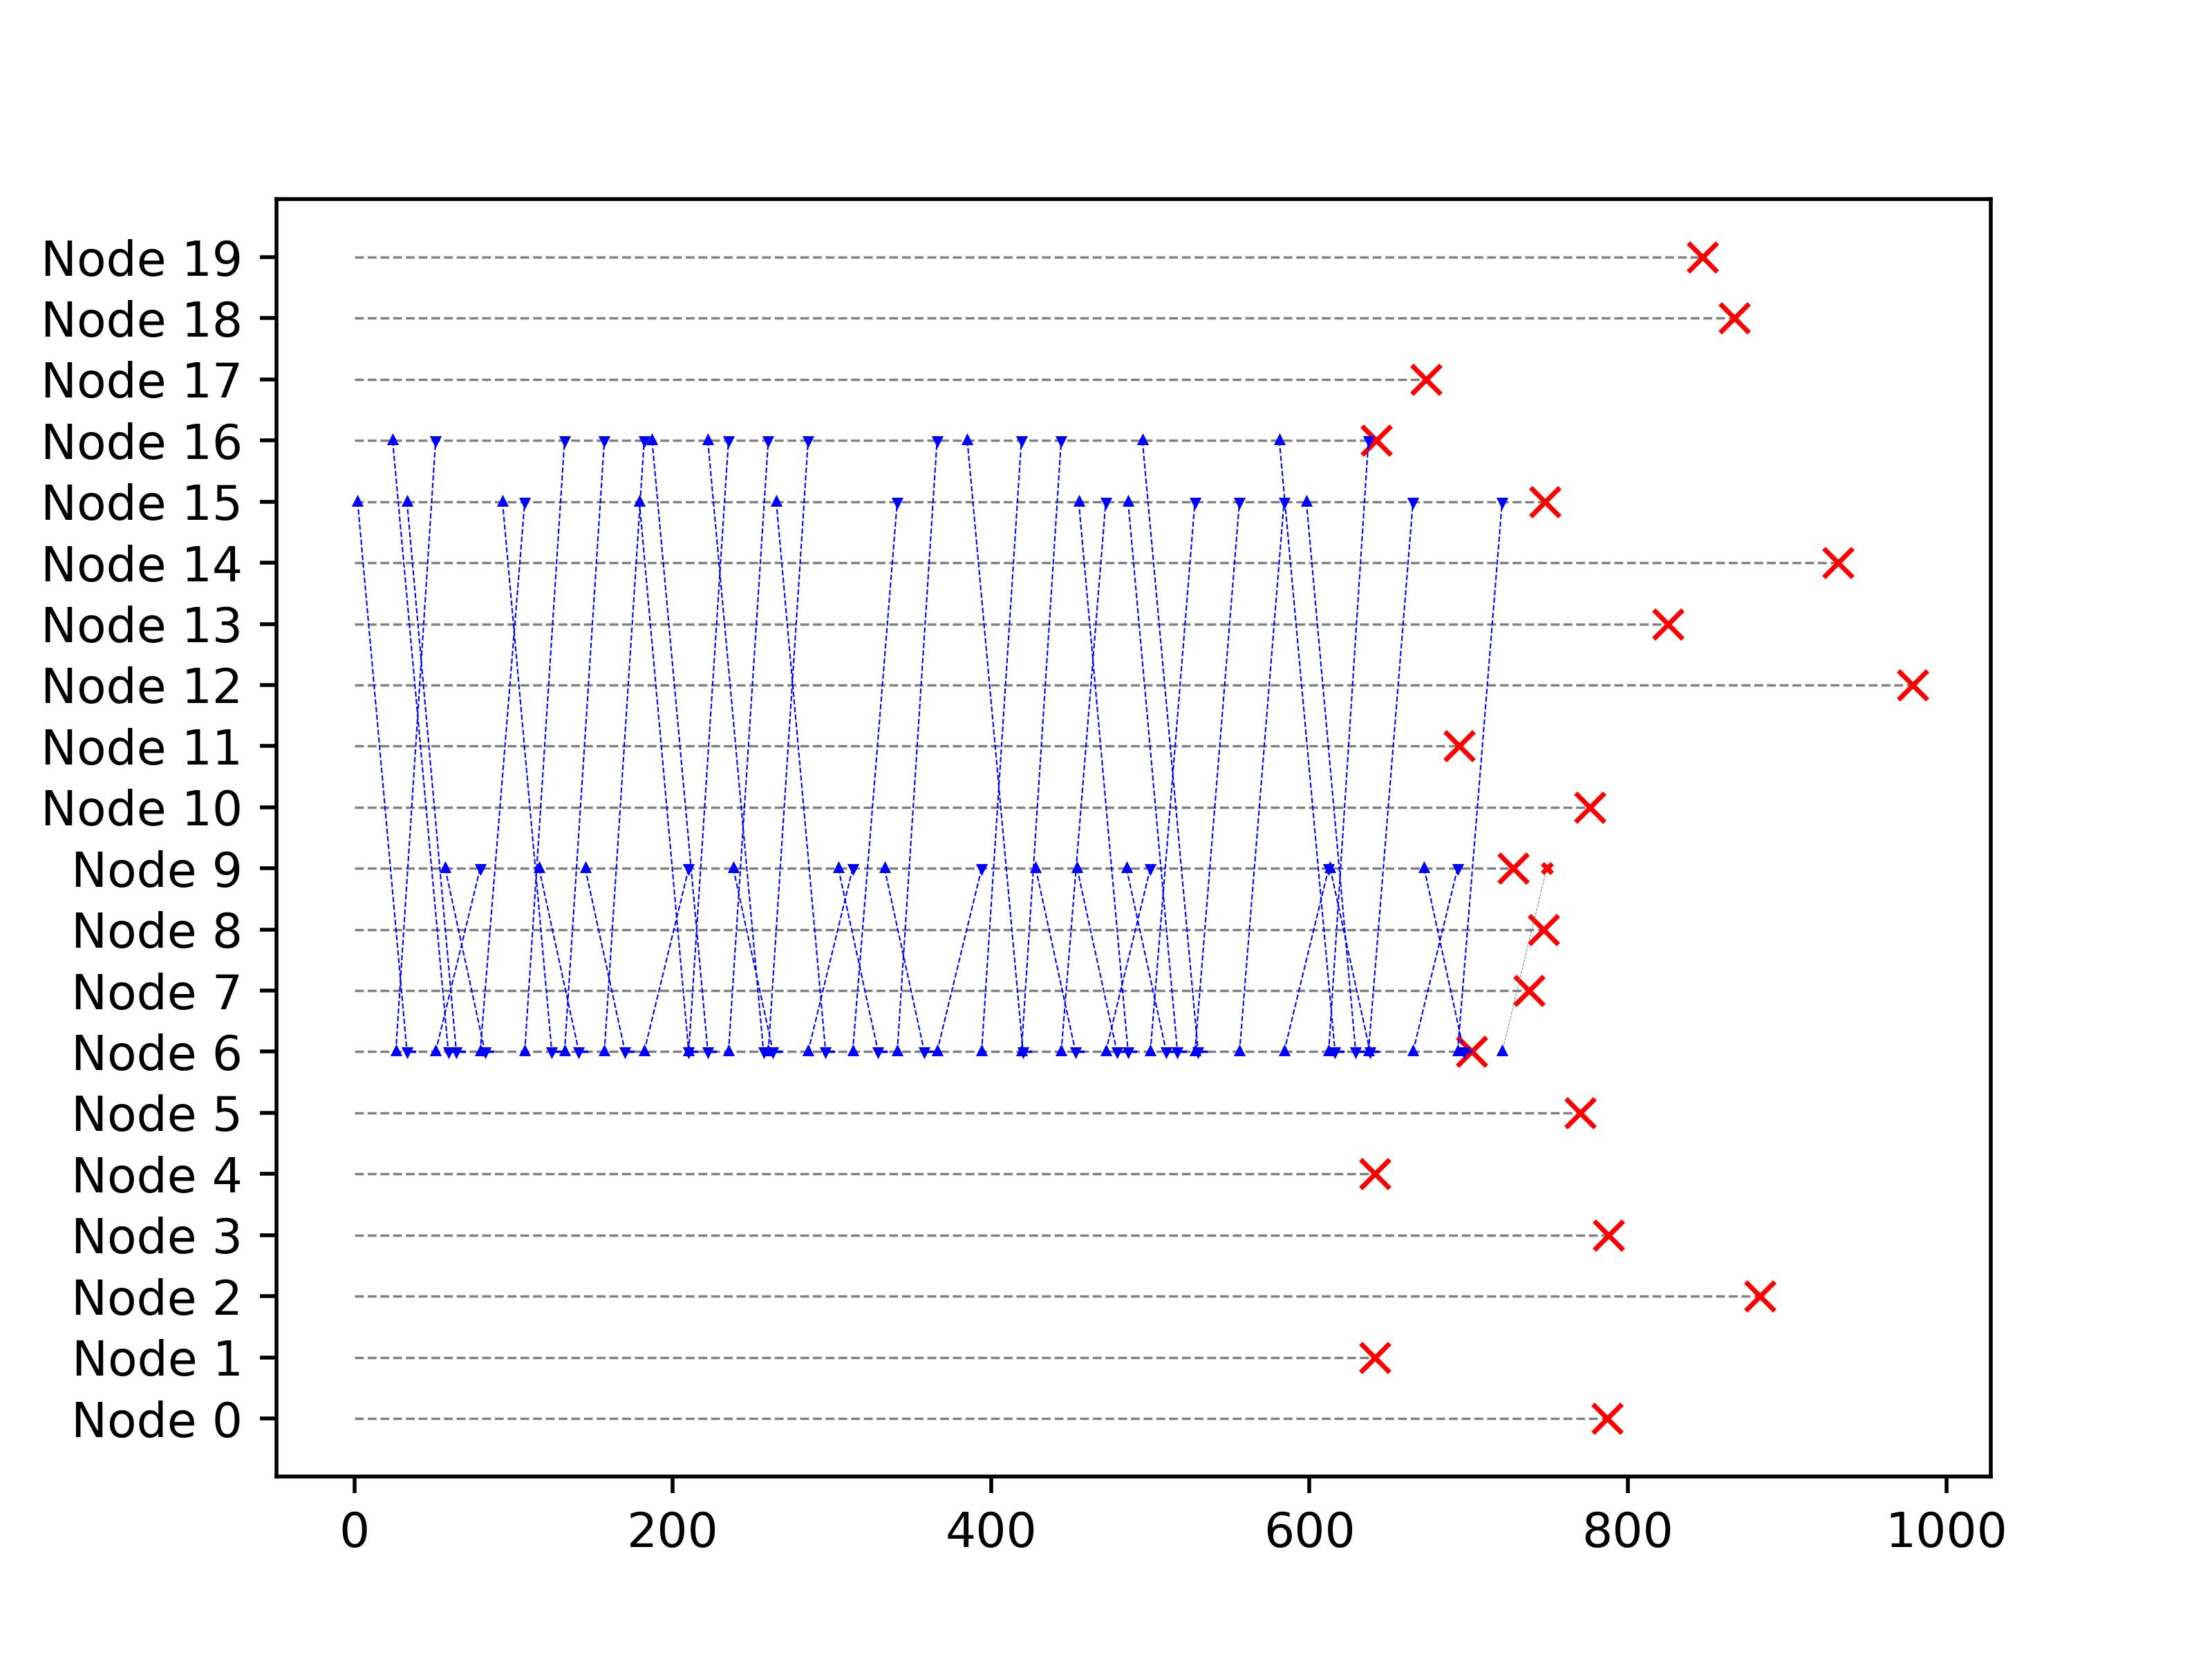 Node 19
Node 18
Node 17
Node 16
Node 15
Node 14
Node 13
Node 12
Node 11
Node 10
Node 9
Node 8
Node 7
Node 6
Node 5
Node 4
Node 3
Node 2
Node 1
Node 0
0 200 400 600 800 1000